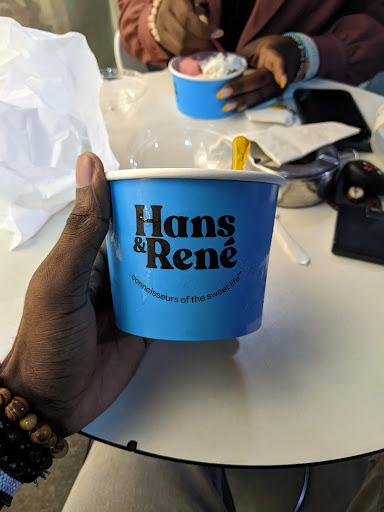 Hans
& René
connoisseurs of the sweet life™